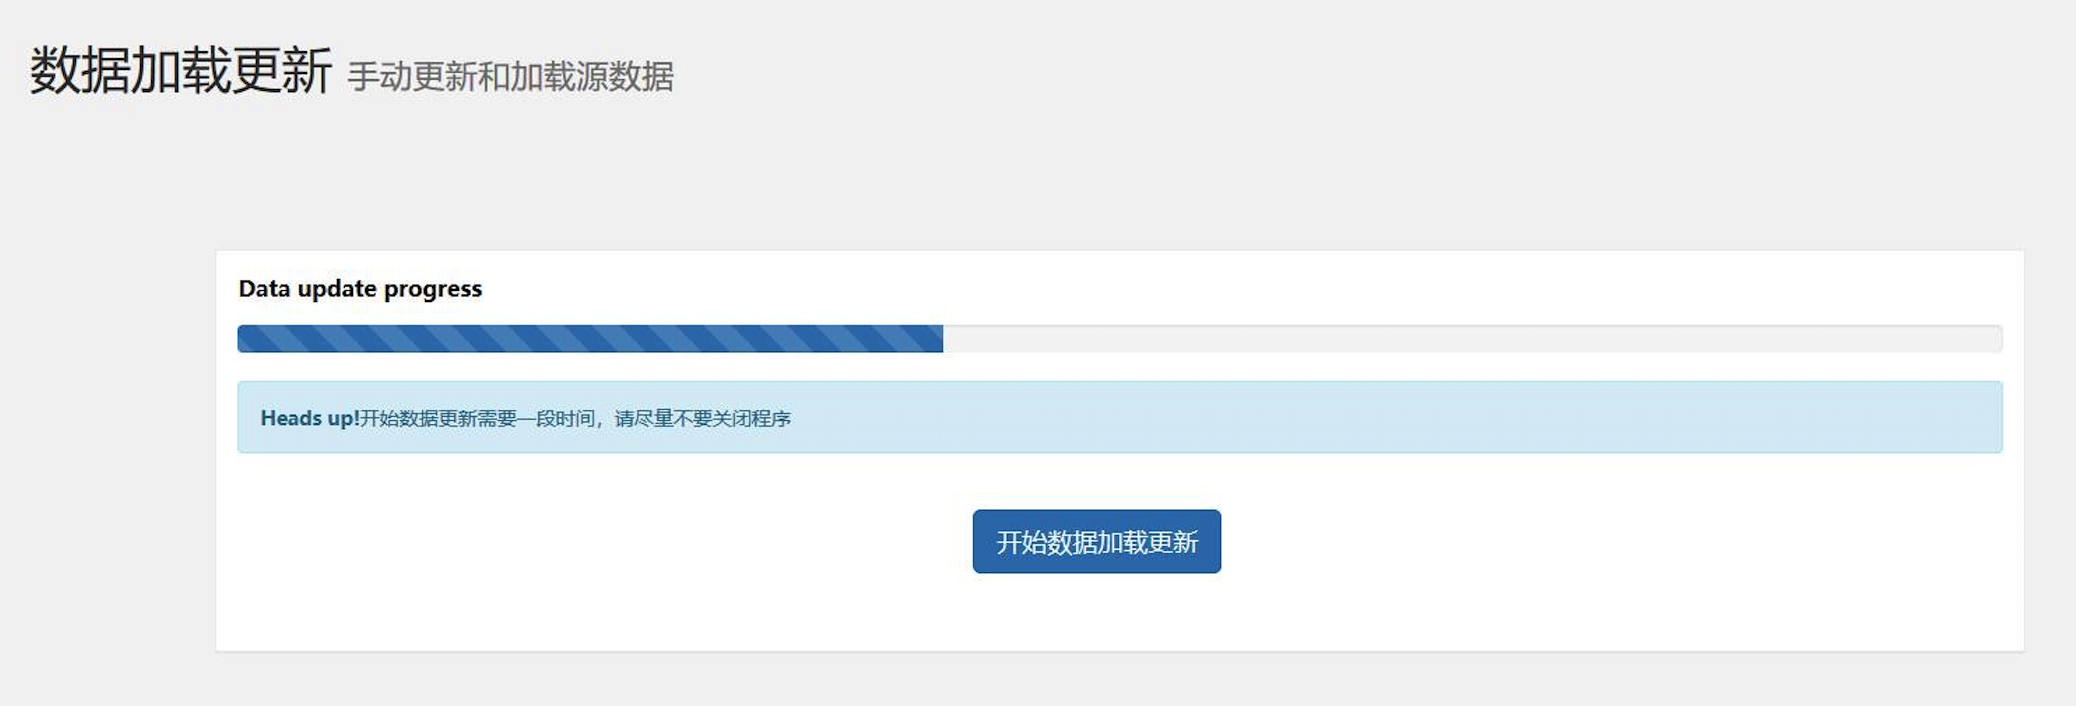 数据加载更新 手动更新和加载源数据
Data update progress
Heads up!开始数据更新需要一段时间，请尽量不要关闭程序
开始数据加载更新